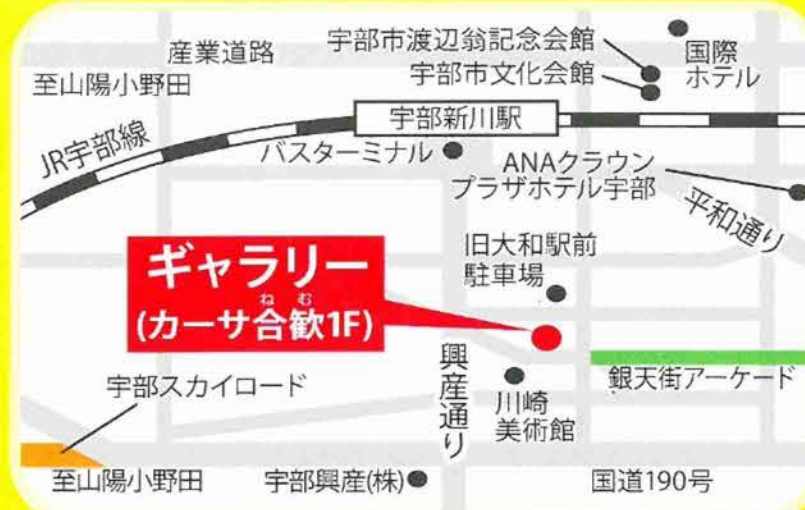 宇部市渡辺翁記念会館
産業道路
国際
ホテル
至山陽小野田
宇部市文化会館
宇部新川駅
JR宇部線
バスターミナル
ANAクラウン
プラザホテル宇部
平和通り
旧大和駅前
駐車場
ギャラリー
ねむ
(カーサ合歓1F)
興産通り
銀天街アーケード
宇部スカイロード
川崎
美術館
至山陽小野田
宇部興産(株)
国道190号